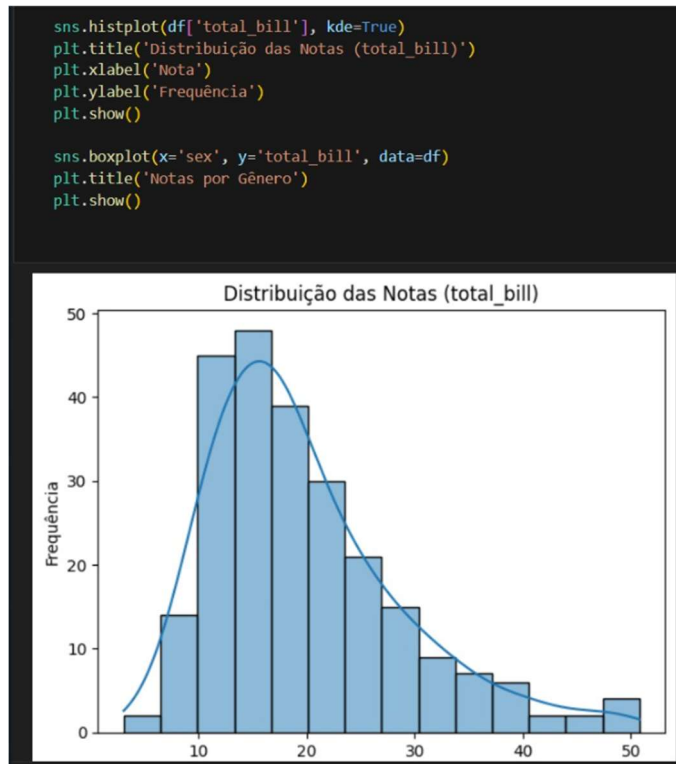 sns.histplot(df['total_bill'], kde=True)
plt.title('Distribuição das Notas (total_bill)')
plt.xlabel('Nota')
plt.ylabel('Frequência')
plt.show()
sns.boxplot(x='sex', y='total_bill', data=df)
plt.title('Notas por Gênero')
plt.show()
Distribuição das Notas (total_bill)
50
40
30
20
10
0
Frequência
10 20 30 40 50